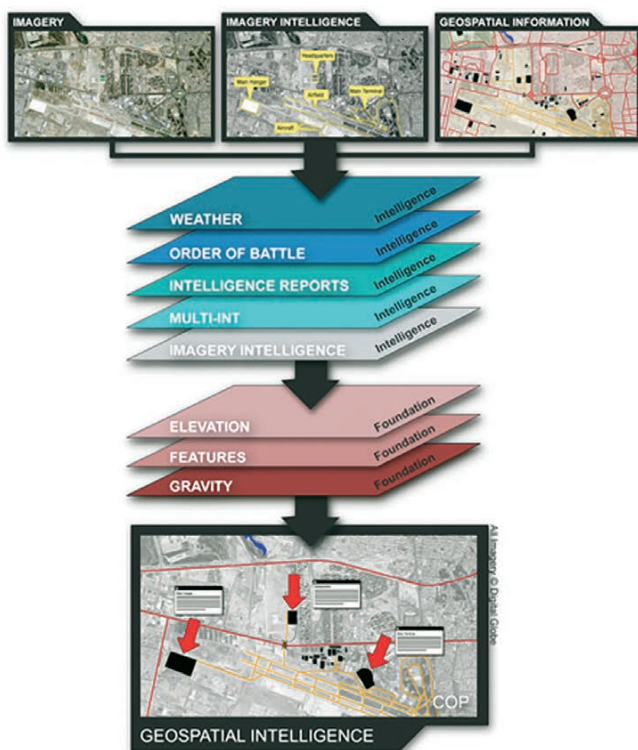 IMAGERY
IMAGERY INTELLIGENCE
GEOSPATIAL INFORMATION
Headquarters
Main Hangar
Airfield
Main Terminal
Aircraft
WEATHER Intelligence
ORDER OF BATTLE Intelligence
INTELLIGENCE REPORTS Intelligence
MULTI-INT Intelligence
IMAGERY INTELLIGENCE Intelligence
ELEVATION Foundation
FEATURES Foundation
GRAVITY Foundation
All Imagery © Digital Globe
COP
GEOSPATIAL INTELLIGENCE